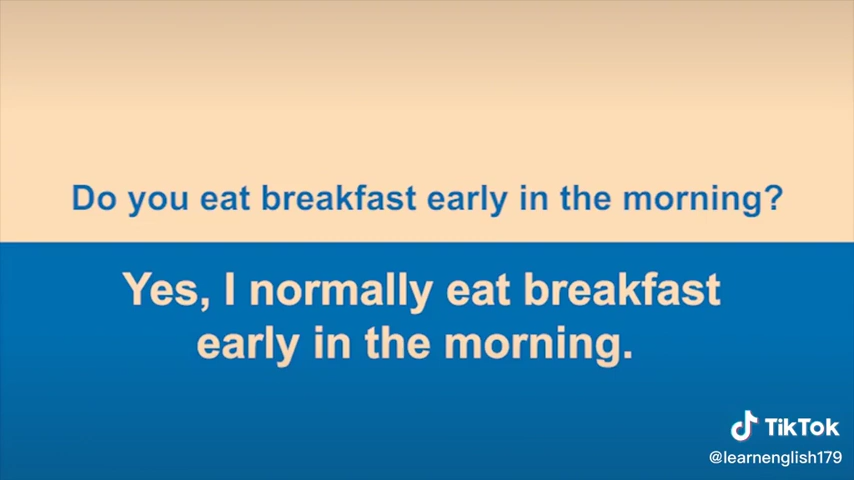 Do you eat breakfast early in the morning?
Yes, I normally eat breakfast
early in the morning.
TikTok
@learnenglish179